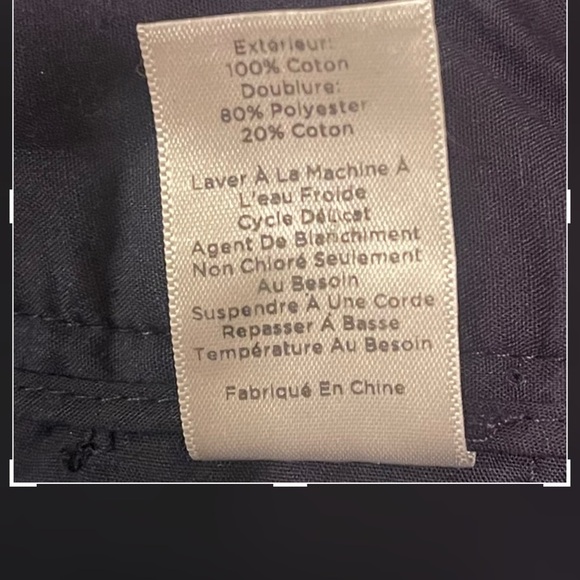 Extérieur:
100% Coton
Doublure:
80% Polyester
20% Coton
Laver À La Machine À
L'eau Froide
Cycle Délicat
Agent De Blanchiment
Non Chloré Seulement
Au Besoin
Suspendre À Une Corde
Repasser À Basse
Température Au Besoin
Fabriqué En Chine